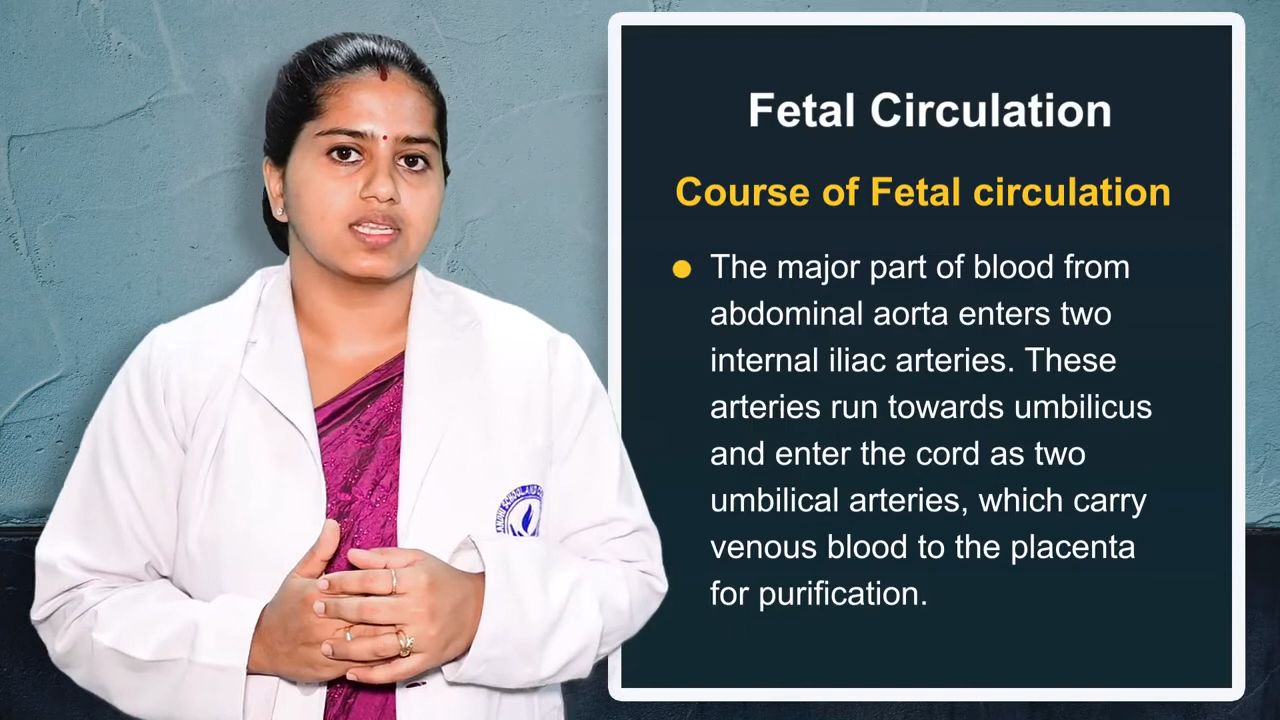 Fetal Circulation
Course of Fetal circulation
The major part of blood from
abdominal aorta enters two
internal iliac arteries. These
arteries run towards umbilicus
and enter the cord as two
umbilical arteries, which carry
venous blood to the placenta
for purification.